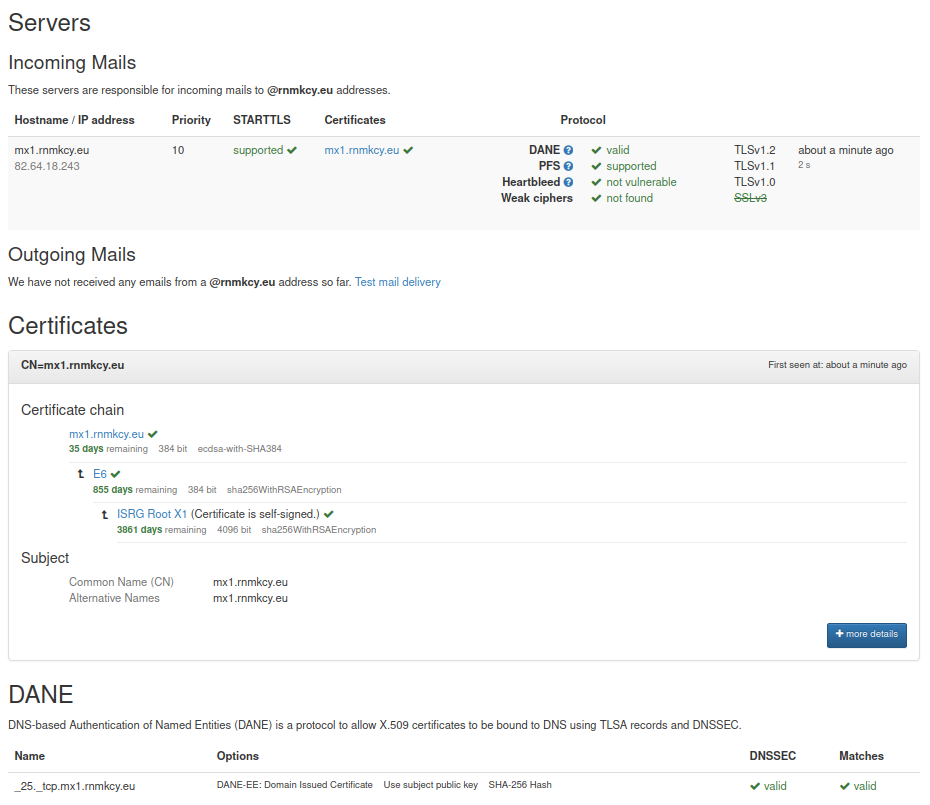 Servers
Incoming Mails
These servers are responsible for incoming mails to @rnmkcy.eu addresses.
Hostname / IP address Priority STARTTLS Certificates Protocol
mx1.rnmkcy.eu 10 supported mx1.rnmkcy.eu DANE valid TLSv1.2 about a minute ago
82.64.18.243 PFS supported TLSv1.1 2 s
Heartbleed not vulnerable TLSv1.0
Weak ciphers not found SSLv3
Outgoing Mails
We have not received any emails from a @rnmkcy.eu address so far. Test mail delivery
Certificates
CN=mx1.rnmkcy.eu First seen at: about a minute ago
Certificate chain
mx1.rnmkcy.eu
35 days remaining 384 bit ecdsa-with-SHA384
E6
855 days remaining 384 bit sha256WithRSAEncryption
ISRG Root X1 (Certificate is self-signed.)
3861 days remaining 4096 bit sha256WithRSAEncryption
Subject
Common Name (CN) mx1.rnmkcy.eu
Alternative Names mx1.rnmkcy.eu
more details
DANE
DNS-based Authentication of Named Entities (DANE) is a protocol to allow X.509 certificates to be bound to DNS using TLSA records and DNSSEC.
Name Options DNSSEC Matches
_25._tcp.mx1.rnmkcy.eu DANE-EE: Domain Issued Certificate Use subject public key SHA-256 Hash valid valid